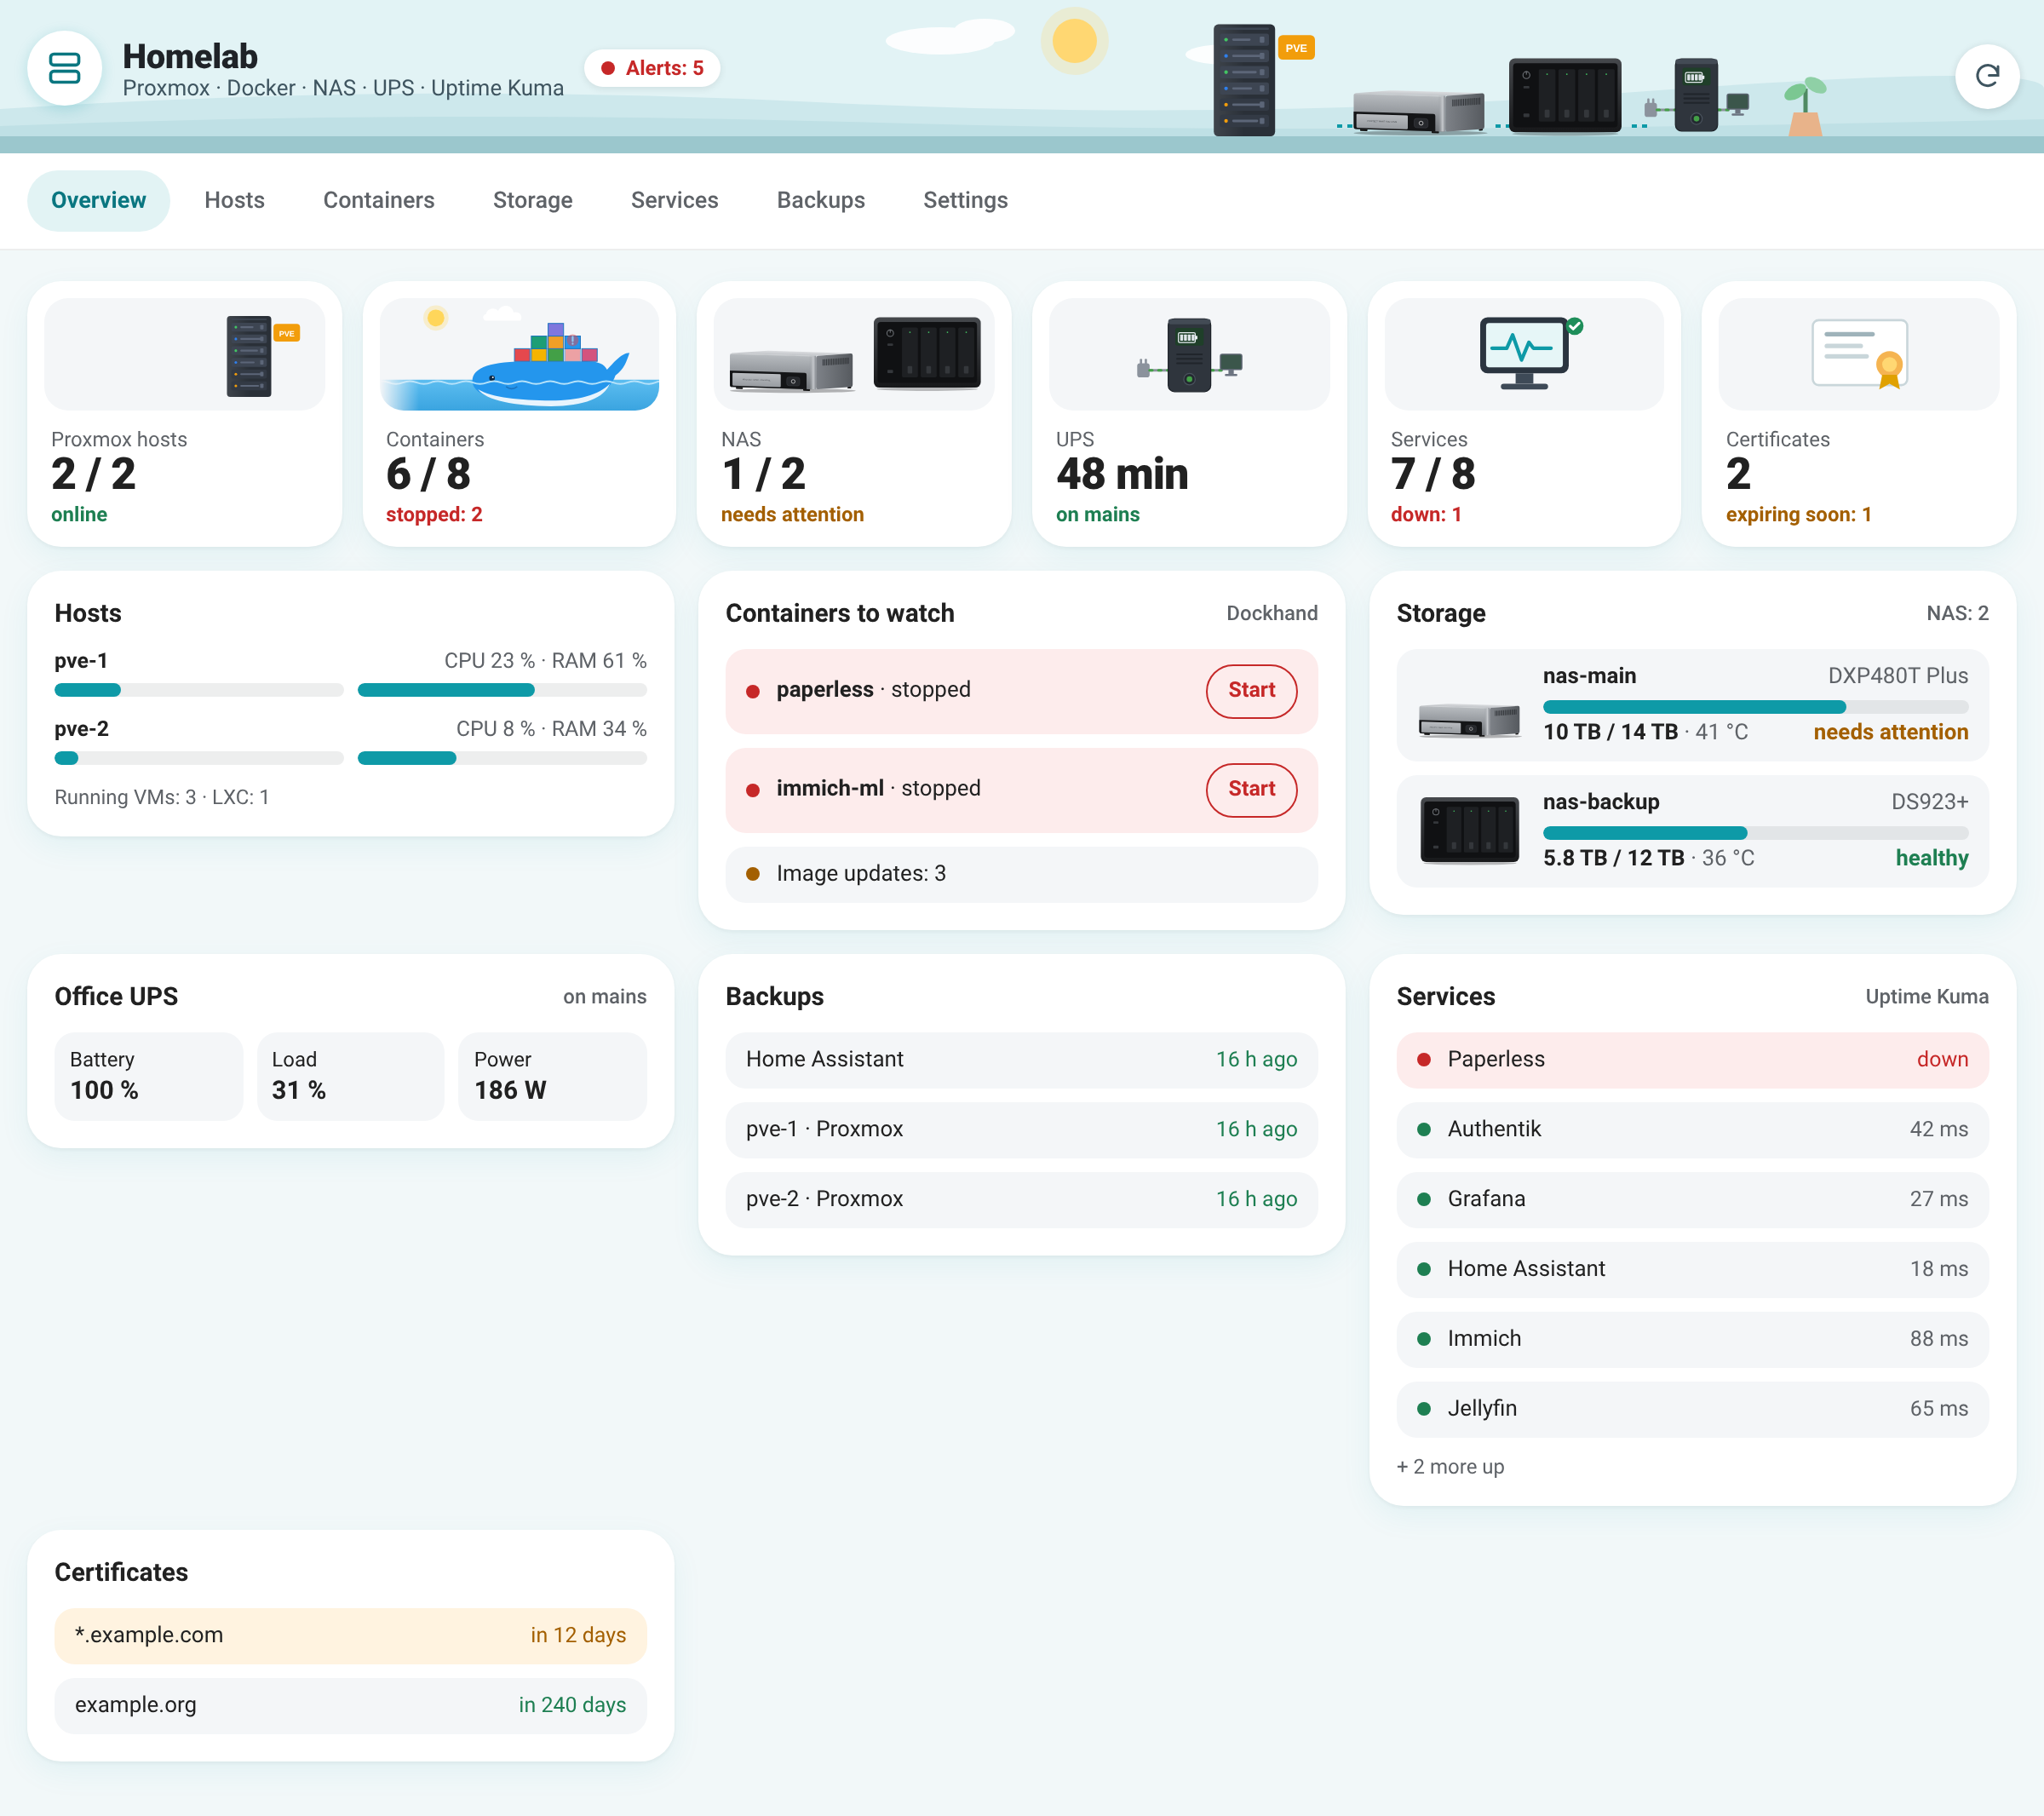 Homelab
Proxmox · Docker · NAS · UPS · Uptime Kuma
Alerts: 5
PVE
Overview
Hosts
Containers
Storage
Services
Backups
Settings
PVE
Proxmox hosts
2 / 2
online
Containers
6 / 8
stopped: 2
NAS
1 / 2
needs attention
UPS
48 min
on mains
Services
7 / 8
down: 1
Certificates
2
expiring soon: 1
Hosts
pve-1
CPU 23 % · RAM 61 %
pve-2
CPU 8 % · RAM 34 %
Running VMs: 3 · LXC: 1
Containers to watch
Dockhand
paperless · stopped
Start
immich-ml · stopped
Start
Image updates: 3
Storage
NAS: 2
nas-main
DXP480T Plus
10 TB / 14 TB · 41 °C
needs attention
nas-backup
DS923+
5.8 TB / 12 TB · 36 °C
healthy
Office UPS
on mains
Battery
100 %
Load
31 %
Power
186 W
Backups
Home Assistant
16 h ago
pve-1 · Proxmox
16 h ago
pve-2 · Proxmox
16 h ago
Services
Uptime Kuma
Paperless
down
Authentik
42 ms
Grafana
27 ms
Home Assistant
18 ms
Immich
88 ms
Jellyfin
65 ms
+ 2 more up
Certificates
*.example.com
in 12 days
example.org
in 240 days